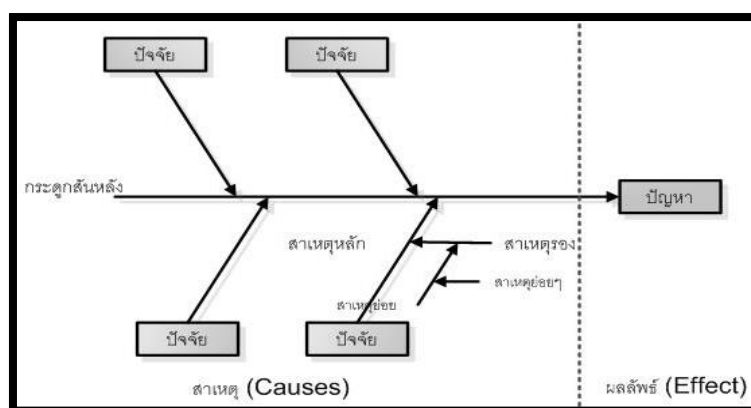 ปัจจัย
ปัจจัย
กระดูกสันหลัง
ปัญหา
สาเหตุหลัก
สาเหตุรอง
สาเหตุย่อยๆ
สาเหตุย่อย
ปัจจัย
ปัจจัย
สาเหตุ (Causes)
ผลลัพธ์ (Effect)